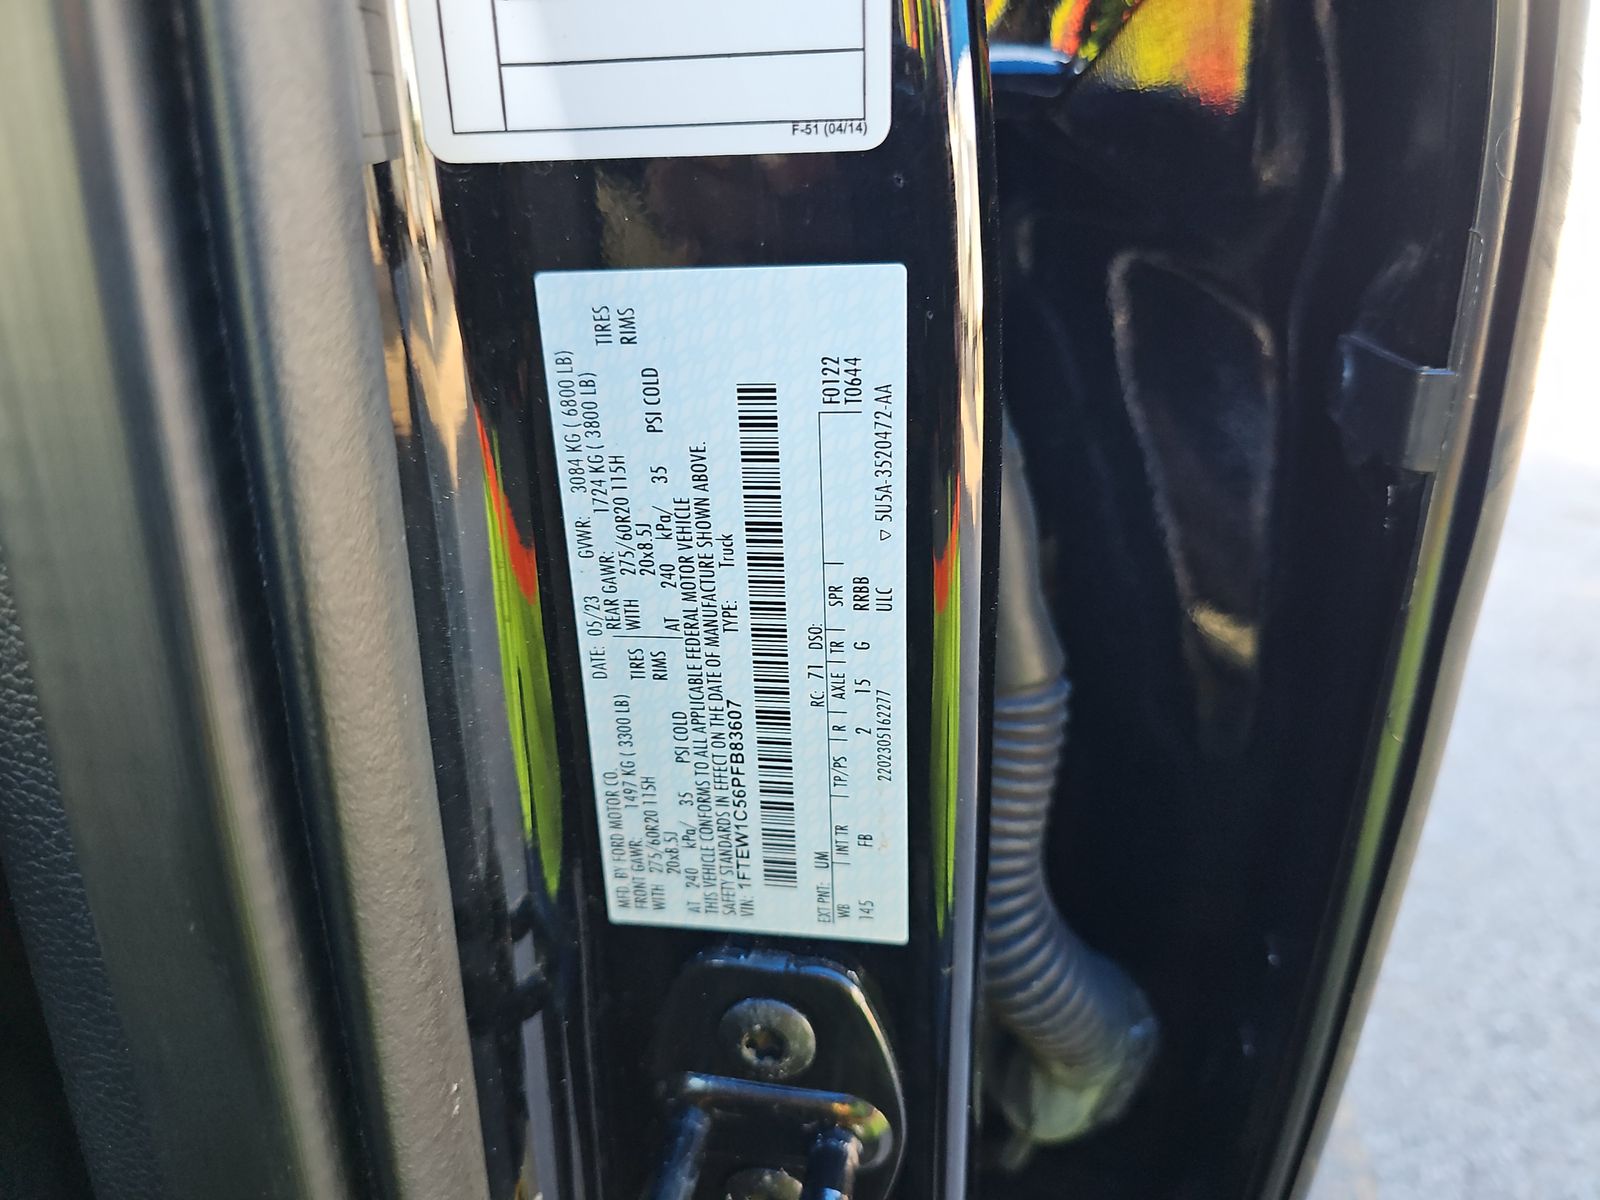 F-51 (04/14)
MFD. BY FORD MOTOR CO.
DATE: 05/23 GVWR: 3084 KG ( 6800 LB)
FRONT GAWR: 1497 KG ( 3300 LB)
REAR GAWR: 1724 KG ( 3800 LB)
WITH 275/60R20 115H TIRES
WITH 275/60R20 115H TIRES
20x8.5J RIMS
20x8.5J RIMS
AT 240 kPa/ 35 PSI COLD
AT 240 kPa/ 35 PSI COLD
THIS VEHICLE CONFORMS TO ALL APPLICABLE FEDERAL MOTOR VEHICLE
SAFETY STANDARDS IN EFFECT ON THE DATE OF MANUFACTURE SHOWN ABOVE.
VIN: 1FTEW1C56PFB83607 TYPE: Truck
F0122
EXT PNT: UM RC: 71 DSO: T0644
WB INT TR TP/PS R AXLE TR SPR
145 FB 2 15 G RRBB
2202305162277 ULC ▽ 5U5A-3520472-AA